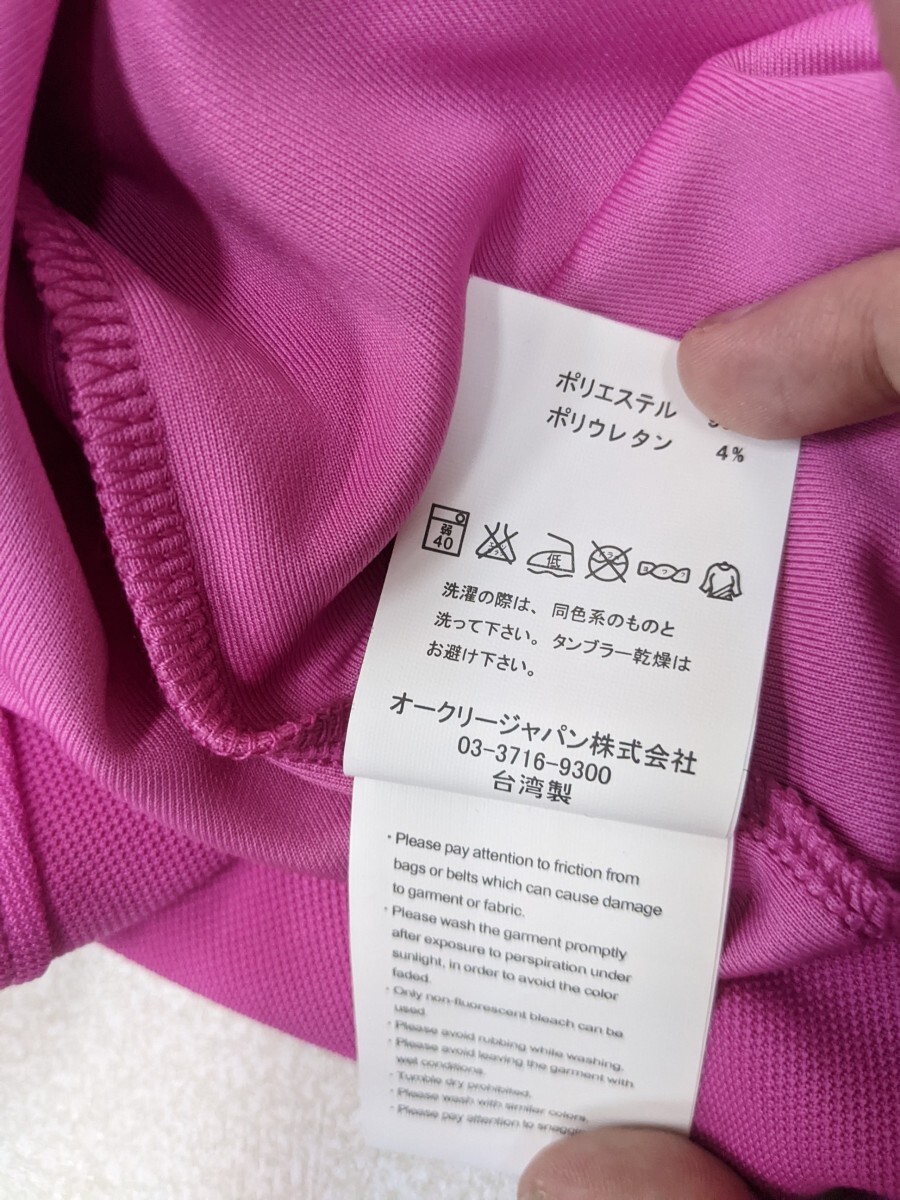 ポリエステル
ポリウレタン 4%
弱
40
低
洗濯の際は、同色系のものと
洗って下さい。タンブラー乾燥は
お避け下さい。
オークリージャパン株式会社
03-3716-9300
台湾製
・Please pay attention to friction from
bags or belts which can cause damage
to garment or fabric.
・Please wash the garment promptly
after exposure to perspiration under
sunlight, in order to avoid the color
faded.
・Only non-fluorescent bleach can be
used.
・Please avoid rubbing while washing.
・Please avoid leaving the garment with
wet conditions.
・Tumble dry prohibited.
・Please wash with similar colors.
・Please pay attention to